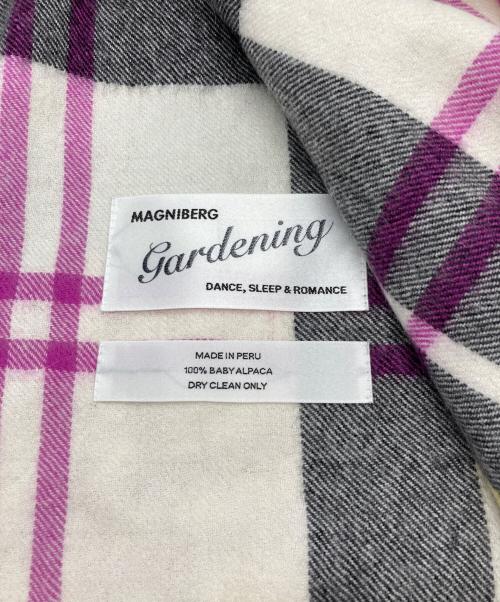 MAGNIBERG
Gardening
DANCE, SLEEP & ROMANCE
MADE IN PERU
100% BABY ALPACA
DRY CLEAN ONLY